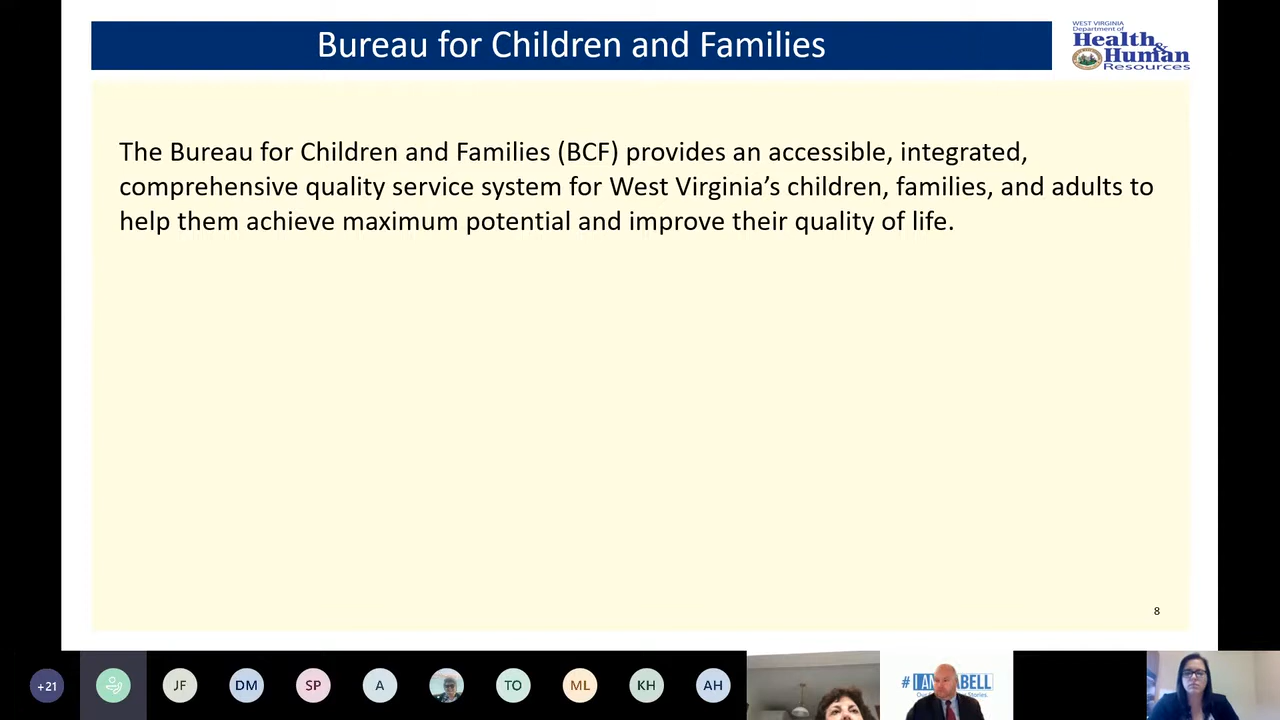 Bureau for Children and Families
WEST VIRGINIA
Department of
Health &
Human
Resources
The Bureau for Children and Families (BCF) provides an accessible, integrated,
comprehensive quality service system for West Virginia’s children, families, and adults to
help them achieve maximum potential and improve their quality of life.
8
+21
JF
DM
SP
A
TO
ML
KH
AH